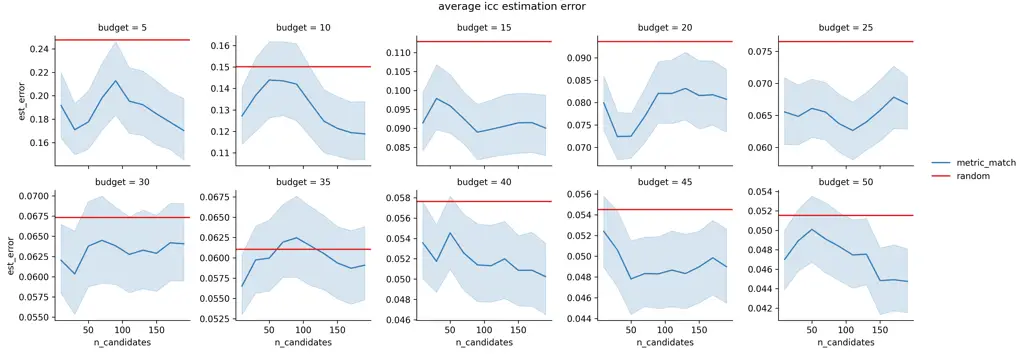 average icc estimation error
budget = 5
budget = 10
budget = 15
budget = 20
budget = 25
est_error
0.24
0.22
0.20
0.18
0.16
0.16
0.15
0.14
0.13
0.12
0.11
0.110
0.105
0.100
0.095
0.090
0.085
0.090
0.085
0.080
0.075
0.070
0.075
0.070
0.065
0.060
metric_match
random
budget = 30
budget = 35
budget = 40
budget = 45
budget = 50
est_error
0.0700
0.0675
0.0650
0.0625
0.0600
0.0575
0.0550
0.0675
0.0650
0.0625
0.0600
0.0575
0.0550
0.0525
0.058
0.056
0.054
0.052
0.050
0.048
0.046
0.056
0.054
0.052
0.050
0.048
0.046
0.044
0.054
0.052
0.050
0.048
0.046
0.044
0.042
50 100 150
50 100 150
50 100 150
50 100 150
50 100 150
n_candidates
n_candidates
n_candidates
n_candidates
n_candidates